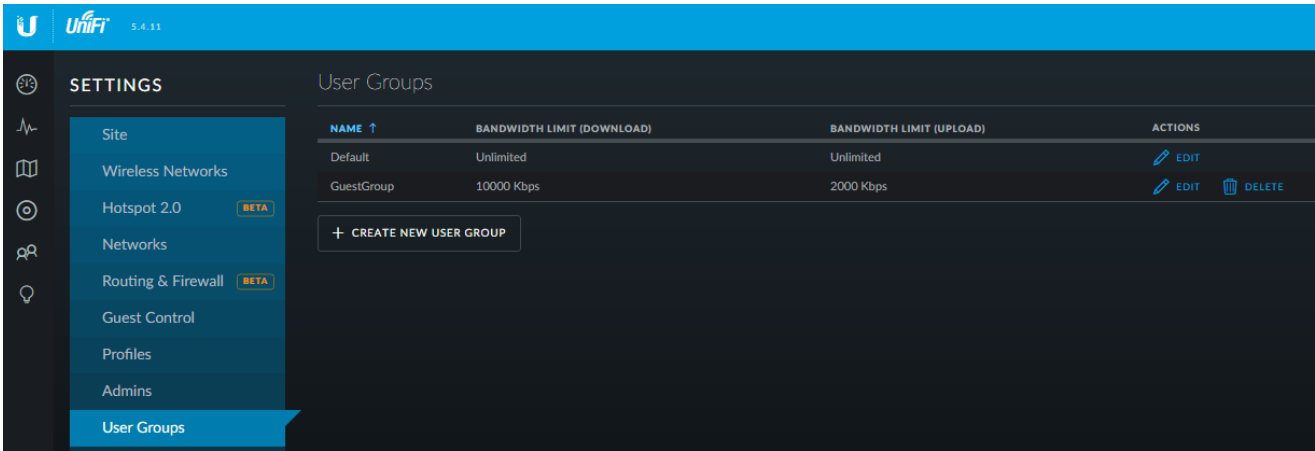 UniFi 5.4.11
SETTINGS
Site
Wireless Networks
Hotspot 2.0 BETA
Networks
Routing & Firewall BETA
Guest Control
Profiles
Admins
User Groups
User Groups
NAME ↑ BANDWIDTH LIMIT (DOWNLOAD) BANDWIDTH LIMIT (UPLOAD) ACTIONS
Default Unlimited Unlimited EDIT
GuestGroup 10000 Kbps 2000 Kbps EDIT DELETE
+ CREATE NEW USER GROUP